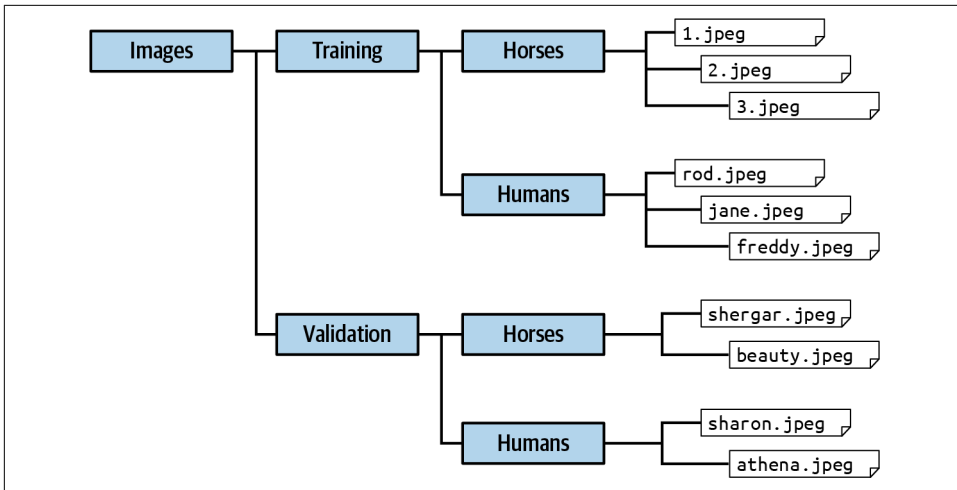 Images
Training
Horses
1.jpeg
2.jpeg
3.jpeg
Humans
rod.jpeg
jane.jpeg
freddy.jpeg
Validation
Horses
shergar.jpeg
beauty.jpeg
Humans
sharon.jpeg
athena.jpeg